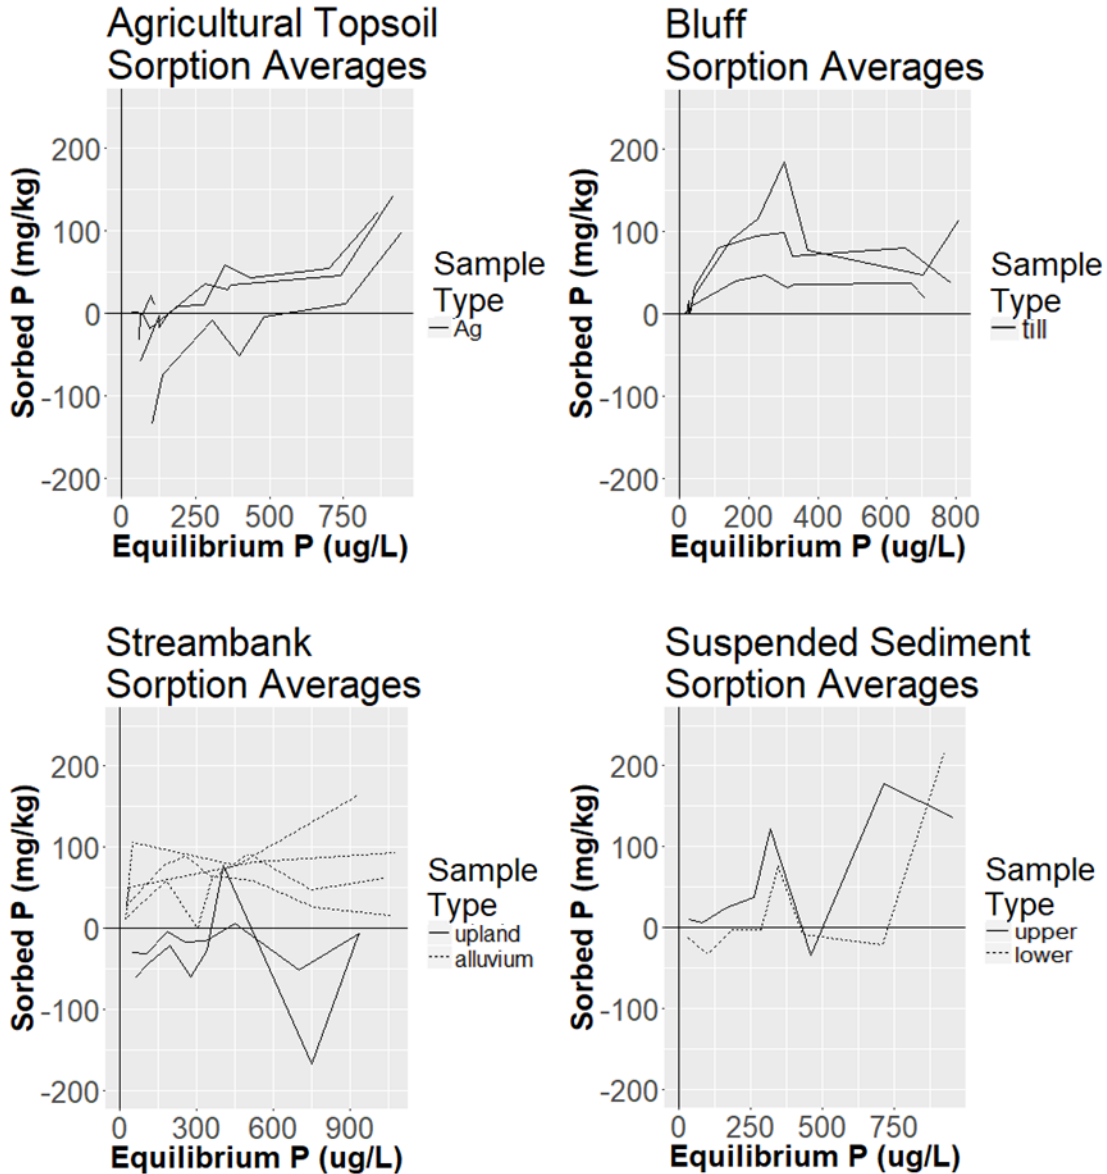 Agricultural Topsoil
Sorption Averages
Sorbed P (mg/kg)
200
100
0
-100
-200
0 250 500 750
Equilibrium P (ug/L)
Sample
Type
Ag
Bluff
Sorption Averages
Sorbed P (mg/kg)
200
100
0
-100
-200
0 200 400 600 800
Equilibrium P (ug/L)
Sample
Type
till
Streambank
Sorption Averages
Sorbed P (mg/kg)
200
100
0
-100
-200
0 300 600 900
Equilibrium P (ug/L)
Sample
Type
upland
alluvium
Suspended Sediment
Sorption Averages
Sorbed P (mg/kg)
200
100
0
-100
-200
0 250 500 750
Equilibrium P (ug/L)
Sample
Type
upper
lower